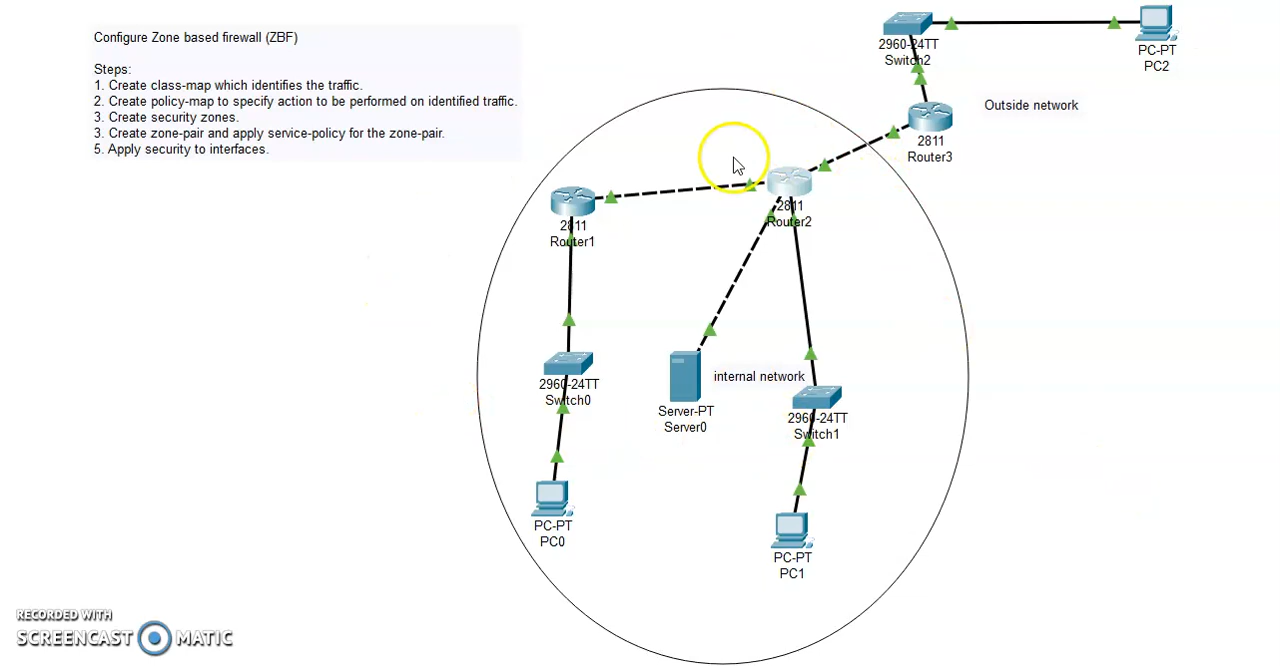 Configure Zone based firewall (ZBF)
Steps:
1. Create class-map which identifies the traffic.
2. Create policy-map to specify action to be performed on identified traffic.
3. Create security zones.
3. Create zone-pair and apply service-policy for the zone-pair.
5. Apply security to interfaces.
2960-24TT
Switch2
PC-PT
PC2
Outside network
2811
Router3
2811
Router2
2811
Router1
2960-24TT
Switch0
internal network
Server-PT
Server0
2960-24TT
Switch1
PC-PT
PC0
PC-PT
PC1
RECORDED WITH
SCREENCAST MATIC